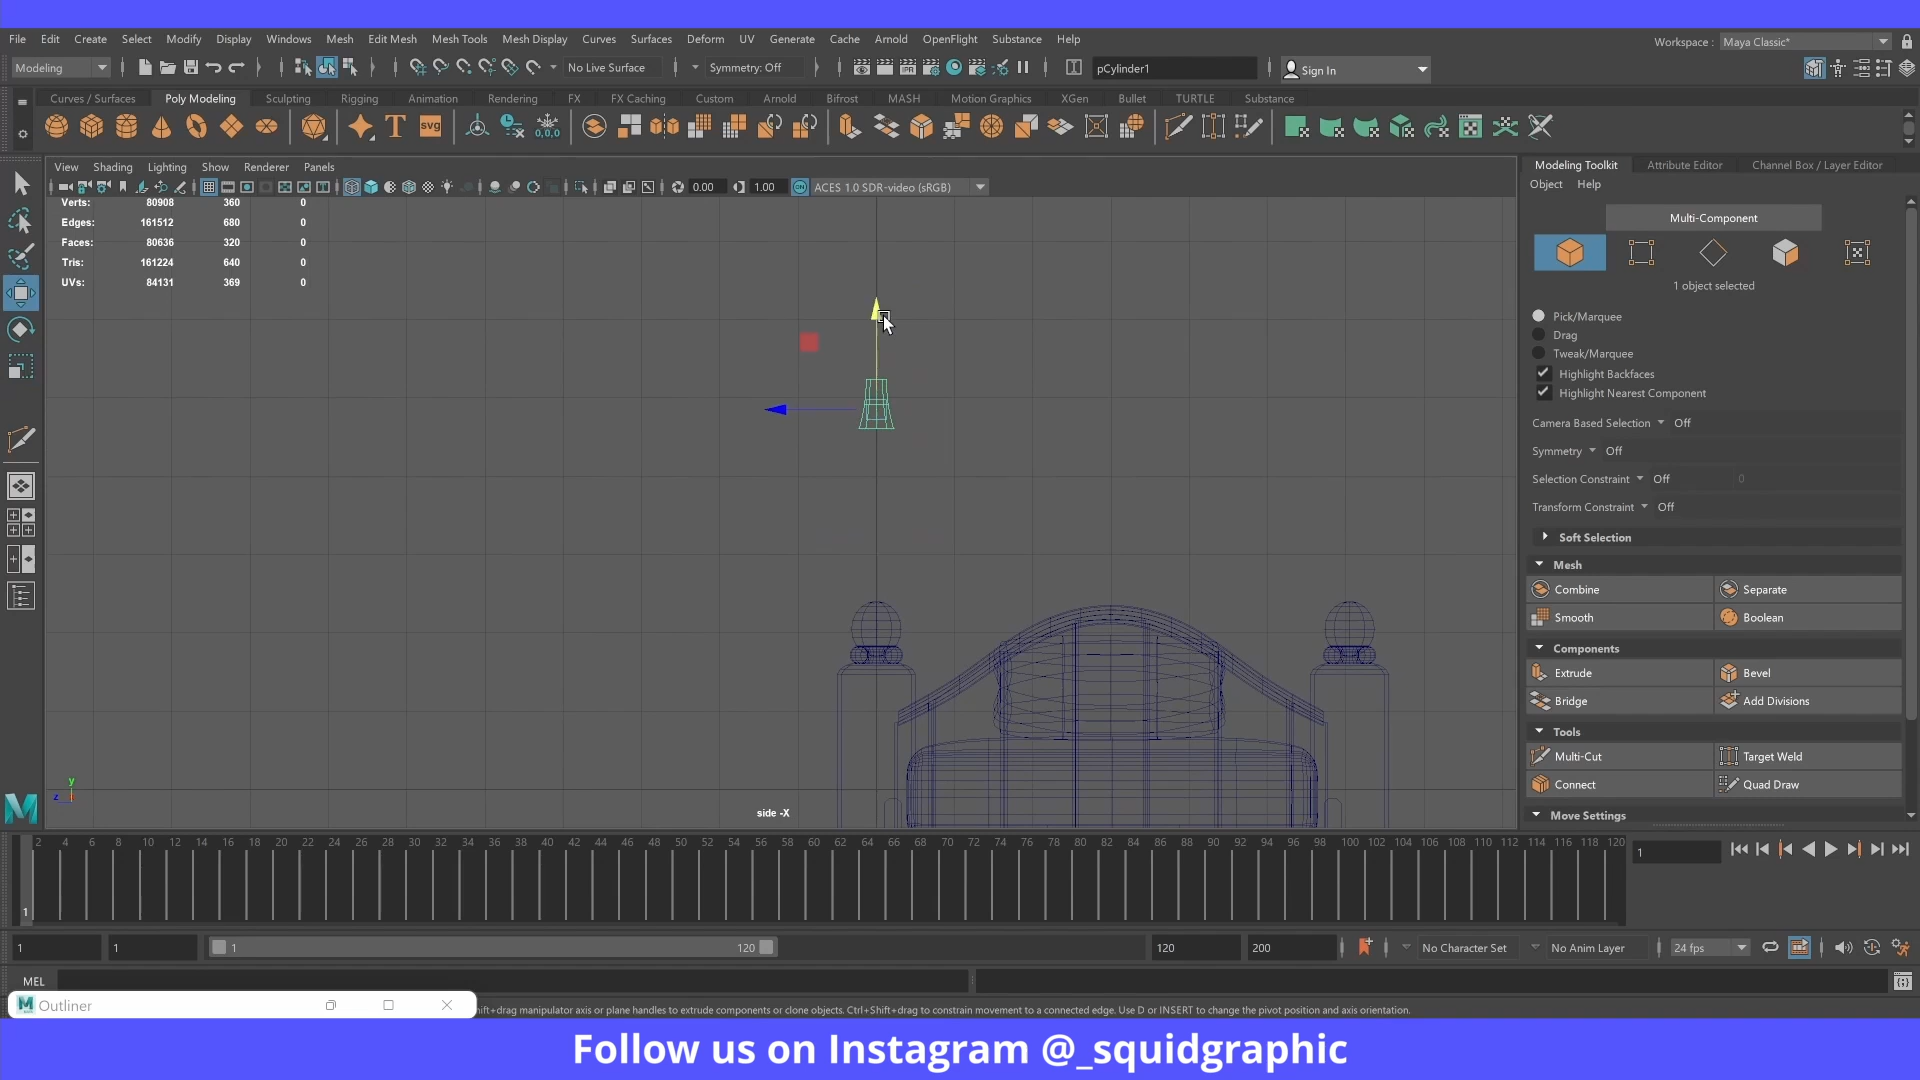 File Edit Create Select Modify Display Windows Mesh Edit Mesh Mesh Tools Mesh Display Curves Surfaces Deform UV Generate Cache Arnold OpenFlight Substance Help
Workspace : Maya Classic*
Modeling No Live Surface Symmetry: Off pCylinder1 Sign In
Curves / Surfaces Poly Modeling Sculpting Rigging Animation Rendering FX FX Caching Custom Arnold Bifrost MASH Motion Graphics XGen Bullet TURTLE Substance
T svg 0,0,0
View Shading Lighting Show Renderer Panels
0.00 1.00 ON ACES 1.0 SDR-video (sRGB)
Verts: 80908 360 0
Edges: 161512 680 0
Faces: 80636 320 0
Tris: 161224 640 0
UVs: 84131 369 0
y
z
side -X
Modeling Toolkit Attribute Editor Channel Box / Layer Editor
Object Help
Multi-Component
1 object selected
Pick/Marquee
Drag
Tweak/Marquee
Highlight Backfaces
Highlight Nearest Component
Camera Based Selection Off
Symmetry Off
Selection Constraint Off 0
Transform Constraint Off
Soft Selection
Mesh
Combine Separate
Smooth Boolean
Components
Extrude Bevel
Bridge Add Divisions
Tools
Multi-Cut Target Weld
Connect Quad Draw
Move Settings
2 4 6 8 10 12 14 16 18 20 22 24 26 28 30 32 34 36 38 40 42 44 46 48 50 52 54 56 58 60 62 64 66 68 70 72 74 76 78 80 82 84 86 88 90 92 94 96 98 100 102 104 106 108 110 112 114 116 118 120
1
1
1 1 1 120 120 200 No Character Set No Anim Layer 24 fps
MEL
Outliner
ift+drag manipulator axis or plane handles to extrude components or clone objects. Ctrl+Shift+drag to constrain movement to a connected edge. Use D or INSERT to change the pivot position and axis orientation.
Follow us on Instagram @_squidgraphic